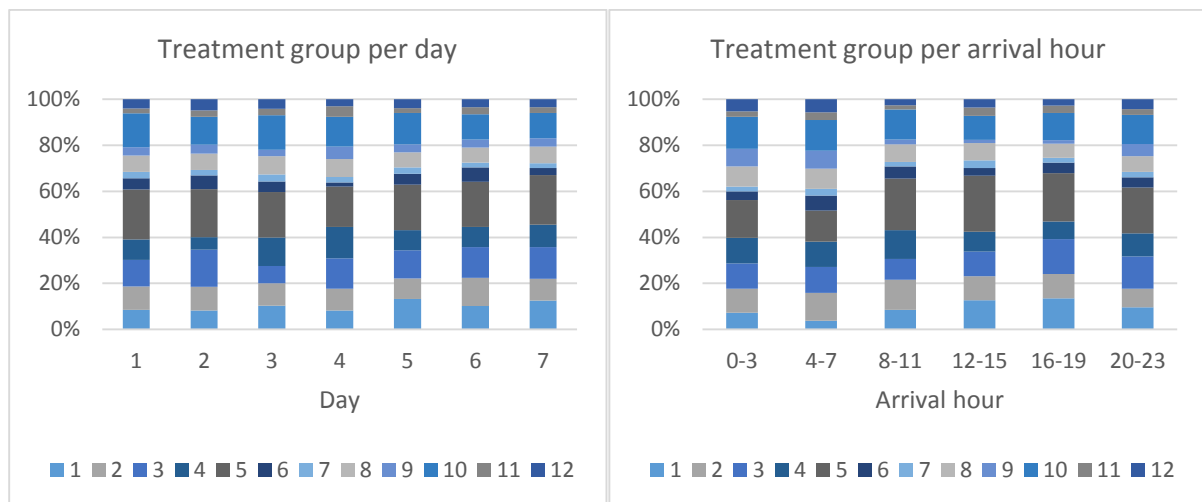 Treatment group per day
100%
80%
60%
40%
20%
0%
1 2 3 4 5 6 7
Day
1 2 3 4 5 6 7 8 9 10 11 12
Treatment group per arrival hour
100%
80%
60%
40%
20%
0%
0-3 4-7 8-11 12-15 16-19 20-23
Arrival hour
1 2 3 4 5 6 7 8 9 10 11 12